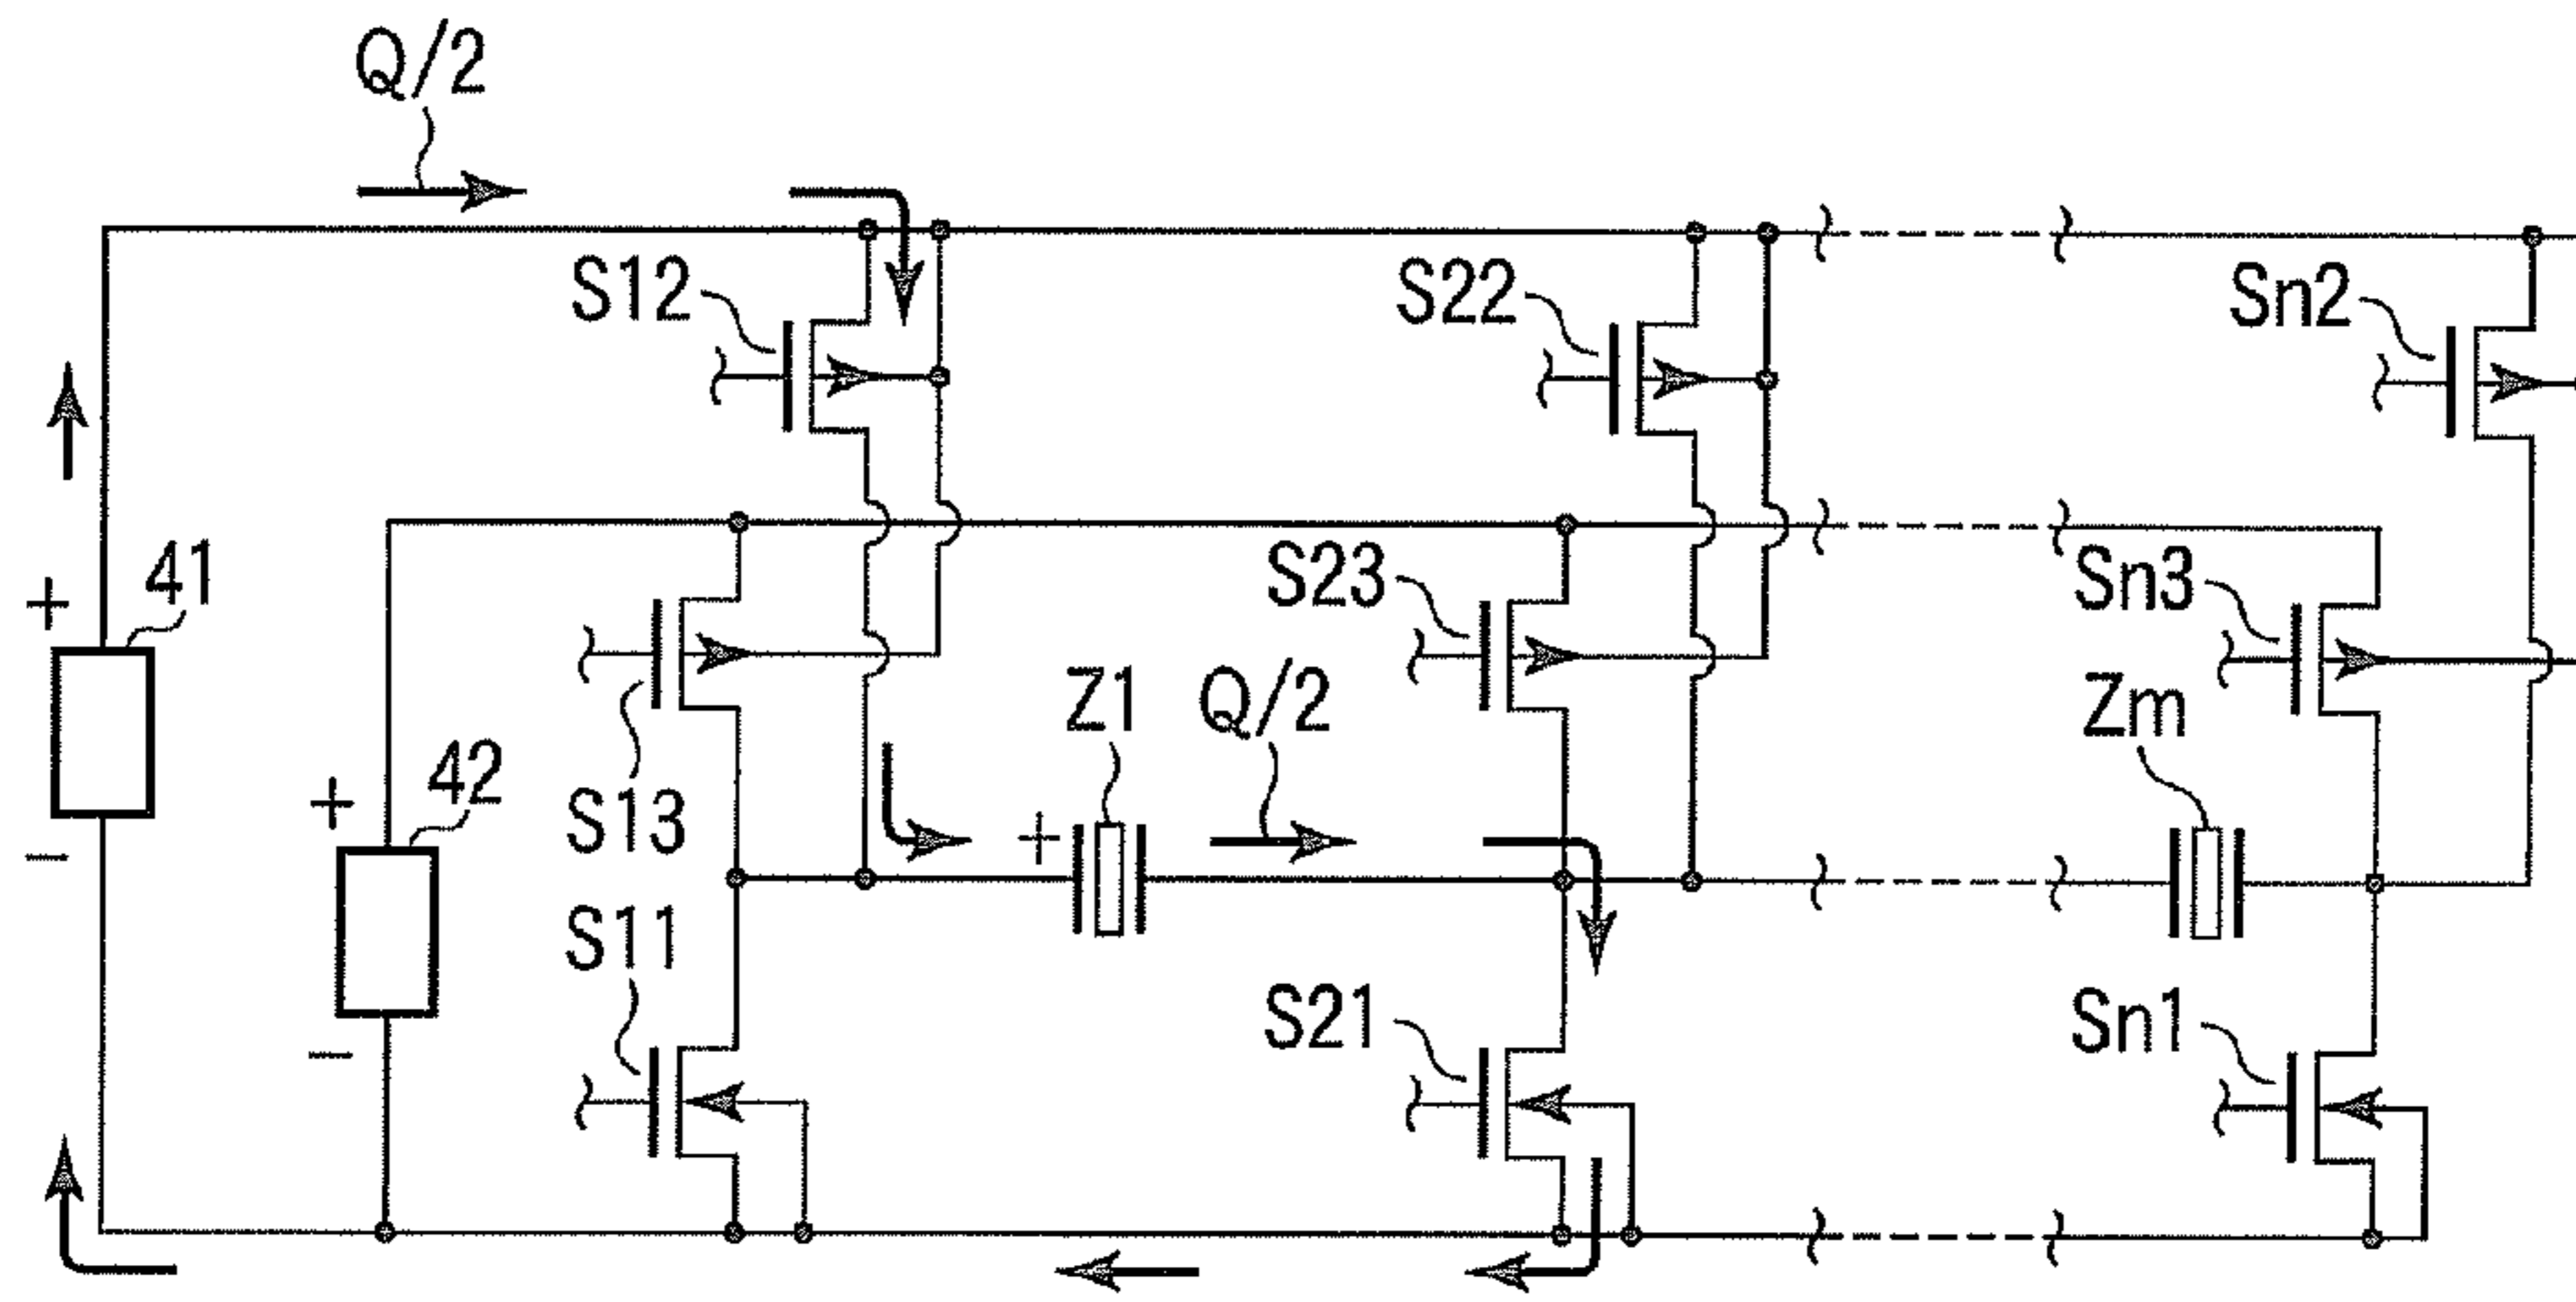 Q/2
S12
S22
Sn2
+
41
S23
Sn3
Z1
Q/2
Zm
+
42
S13
+
−
S11
S21
Sn1
−